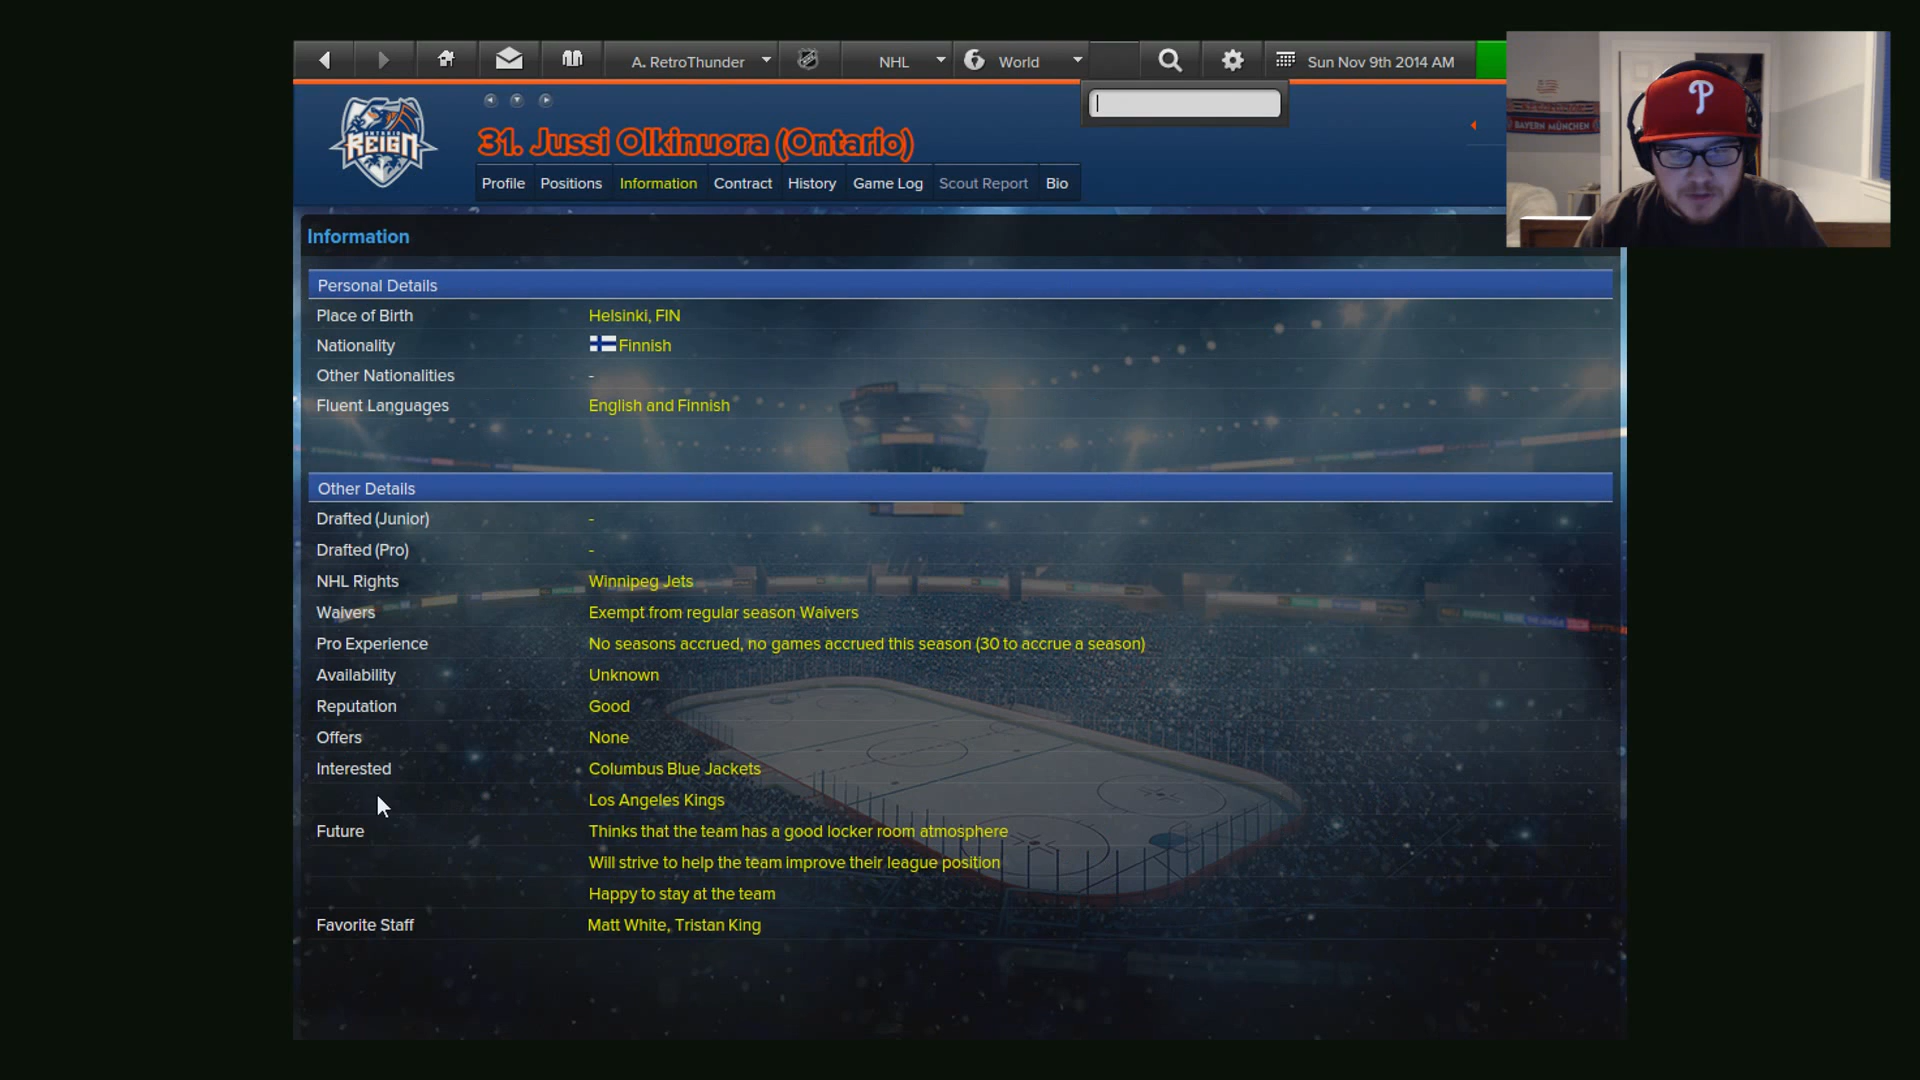 A. RetroThunder
NHL
World
Sun Nov 9th 2014 AM
ONTARIO
REIGN
31. Jussi Olkinuora (Ontario)
Profile Positions Information Contract History Game Log Scout Report Bio
P
BAYERN MÜNCHEN
Information
Personal Details
Place of Birth Helsinki, FIN
Nationality Finnish
Other Nationalities -
Fluent Languages English and Finnish
Other Details
Drafted (Junior) -
Drafted (Pro) -
NHL Rights Winnipeg Jets
Waivers Exempt from regular season Waivers
Pro Experience No seasons accrued, no games accrued this season (30 to accrue a season)
Availability Unknown
Reputation Good
Offers None
Interested Columbus Blue Jackets
Los Angeles Kings
Future Thinks that the team has a good locker room atmosphere
Will strive to help the team improve their league position
Happy to stay at the team
Favorite Staff Matt White, Tristan King